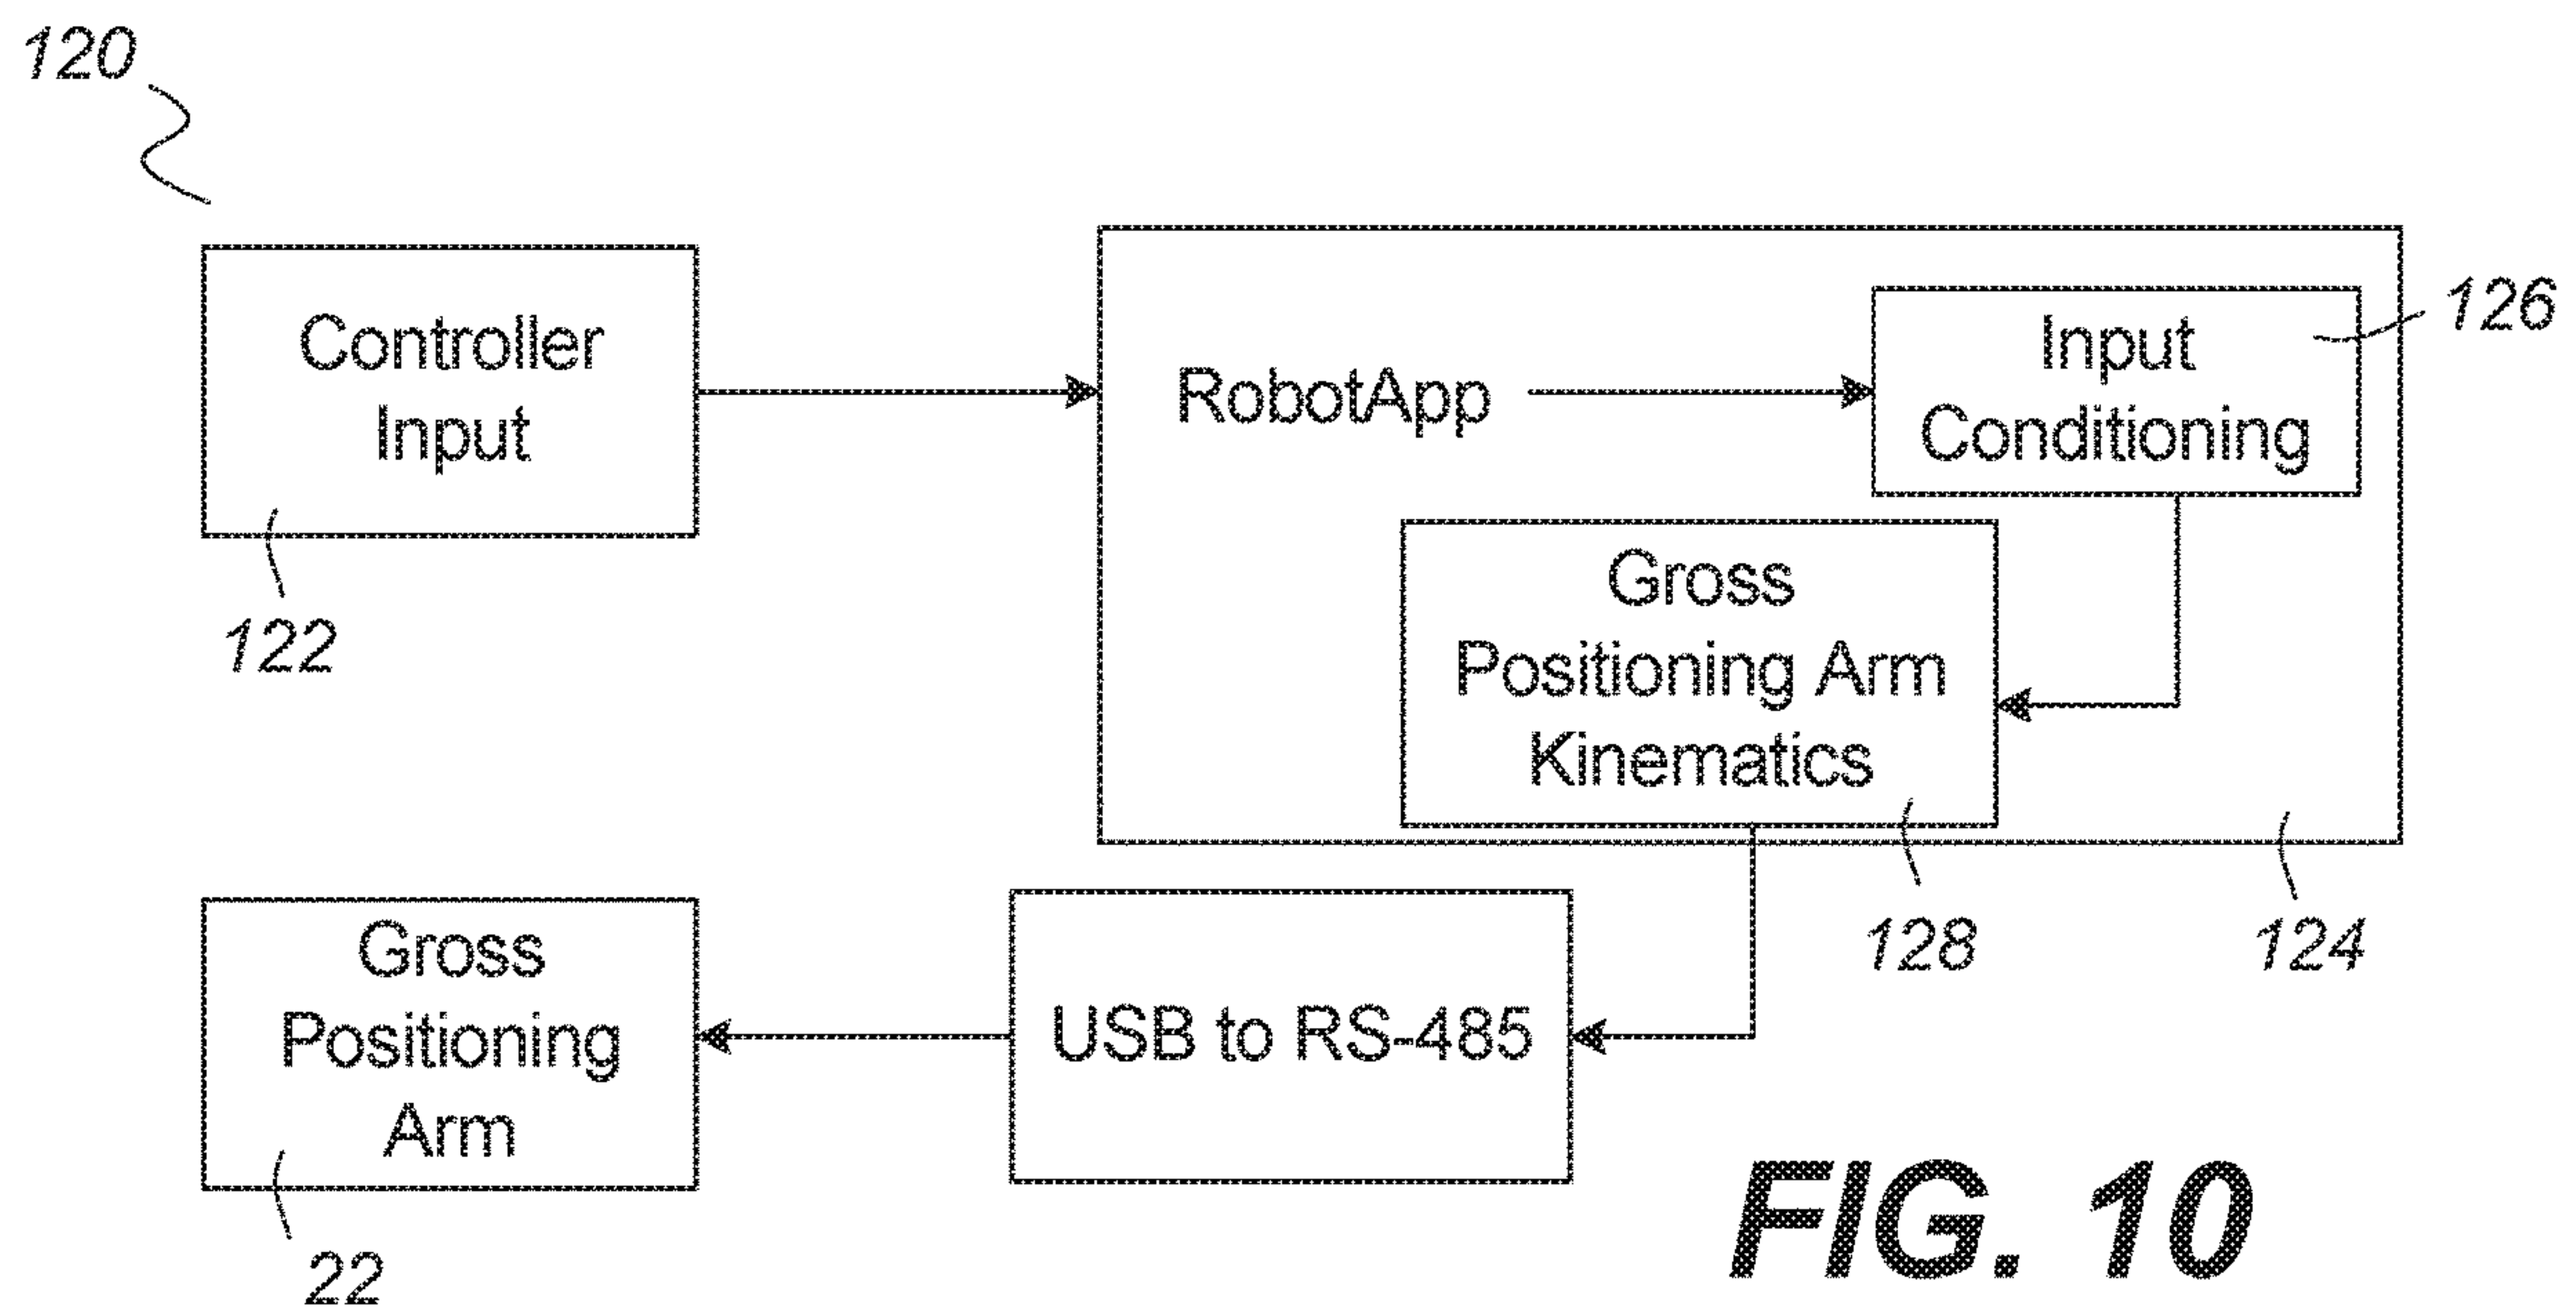 120
Controller
Input
122
RobotApp
Input
Conditioning
126
Gross
Positioning Arm
Kinematics
128
124
USB to RS-485
Gross
Positioning
Arm
22
FIG. 10